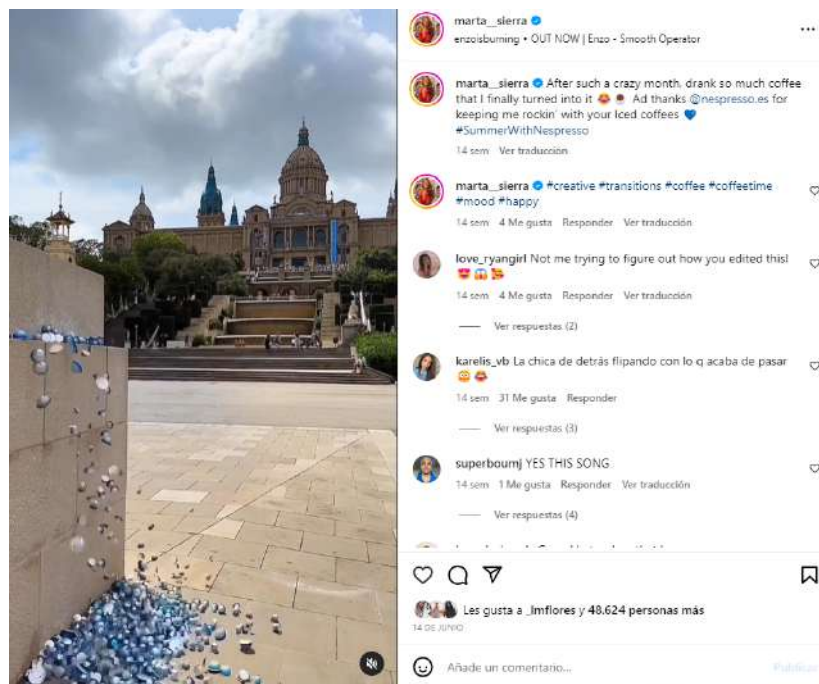 marta__sierra
enzoisburning • OUT NOW | Enzo - Smooth Operator
marta__sierra After such a crazy month, drank so much coffee
that I finally turned into it Ad thanks @nespresso.es for
keeping me rockin' with your Iced coffees 💙
#SummerWithNespresso
14 sem Ver traducción
marta__sierra #creative #transitions #coffee #coffeetime
#mood #happy
14 sem 4 Me gusta Responder Ver traducción
love_ryangirl Not me trying to figure out how you edited this!
14 sem 4 Me gusta Responder Ver traducción
Ver respuestas (2)
karelis_vb La chica de detrás flipando con lo q acaba de pasar
14 sem 31 Me gusta Responder
Ver respuestas (3)
superboumj YES THIS SONG
14 sem 1 Me gusta Responder Ver traducción
Ver respuestas (4)
Les gusta a _lmflores y 48.624 personas más
14 DE JUNIO
Añade un comentario...
Publicar